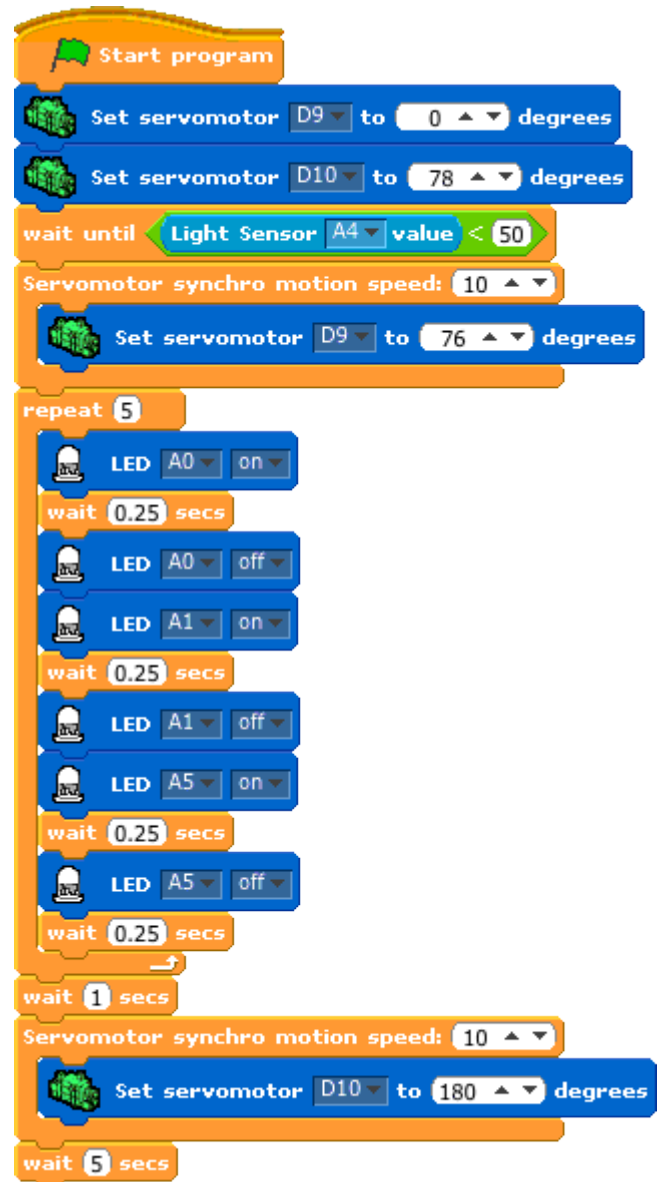 Start program
Set servomotor D9 to 0 degrees
Set servomotor D10 to 78 degrees
wait until Light Sensor A4 value < 50
Servomotor synchro motion speed: 10
Set servomotor D9 to 76 degrees
repeat 5
LED A0 on
wait 0.25 secs
LED A0 off
LED A1 on
wait 0.25 secs
LED A1 off
LED A5 on
wait 0.25 secs
LED A5 off
wait 0.25 secs
wait 1 secs
Servomotor synchro motion speed: 10
Set servomotor D10 to 180 degrees
wait 5 secs